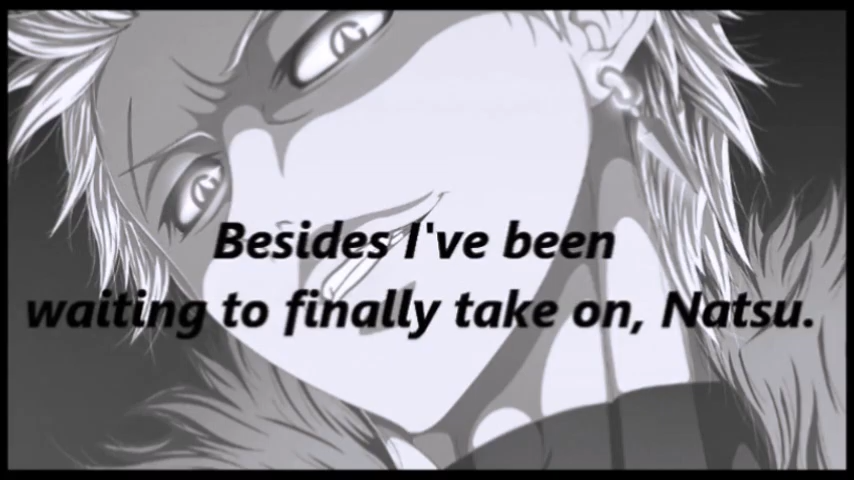 Besides I've been
waiting to finally take on, Natsu.